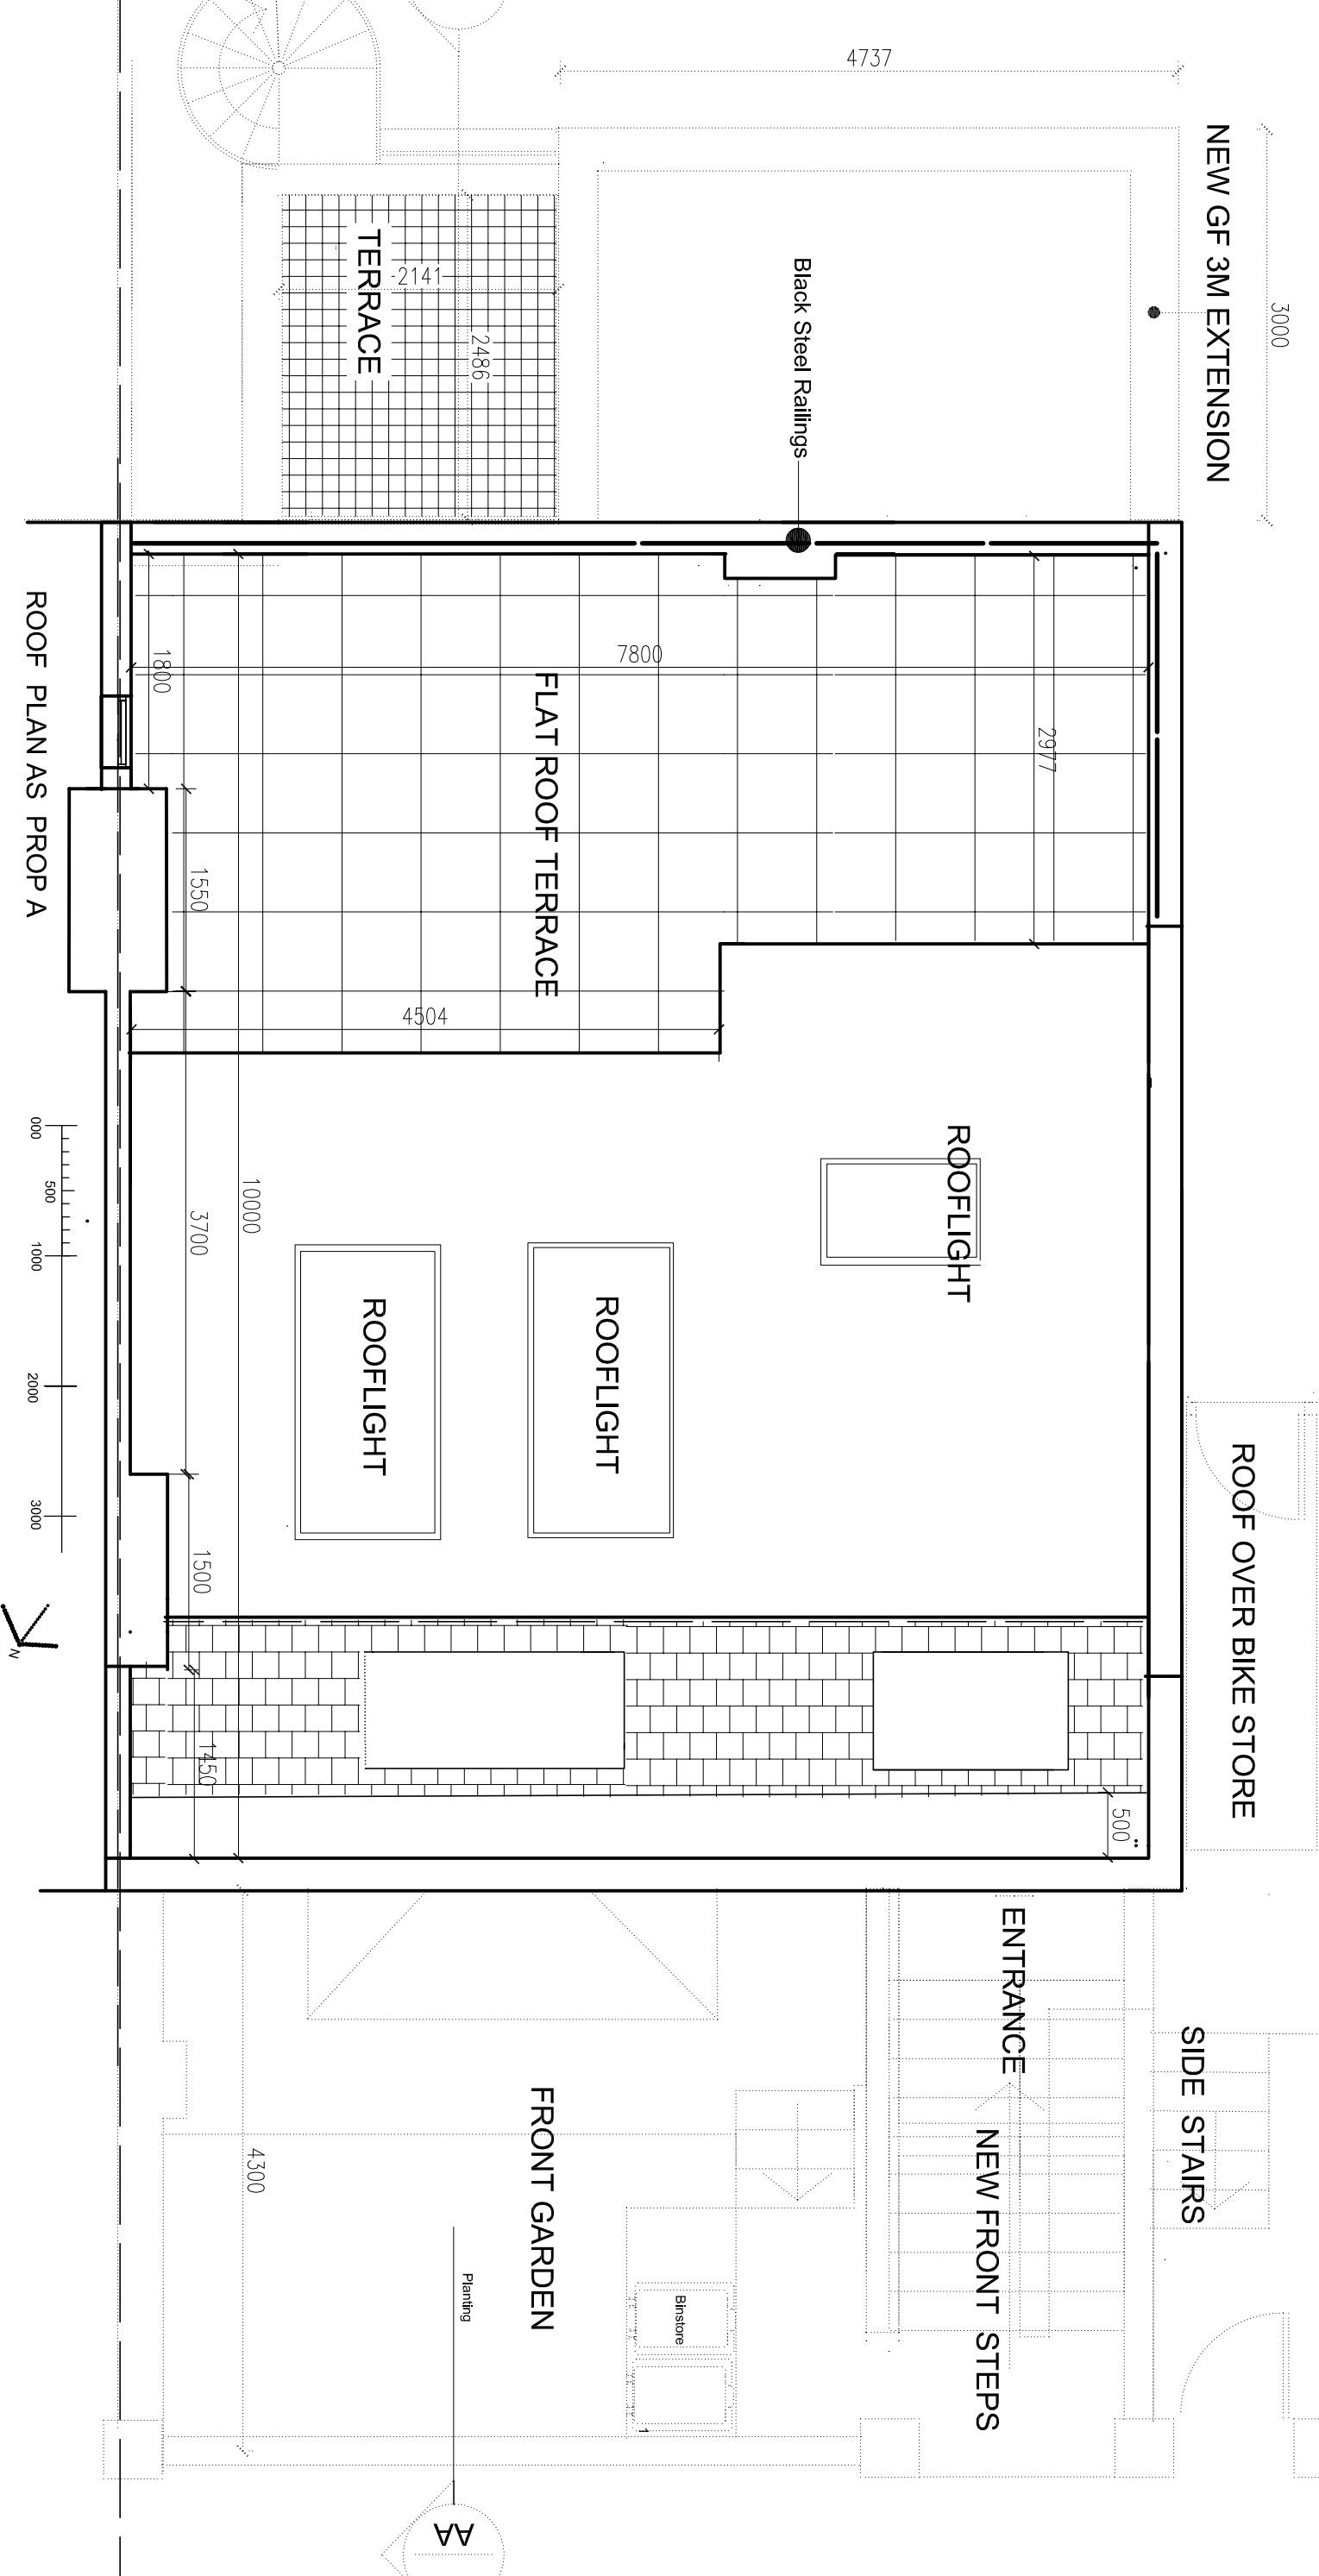 4737
NEW GF 3M EXTENSION
3000
TERRACE
2141
2486
Black Steel Railings
ROOF PLAN AS PROP A
1800
7800
2977
FLAT ROOF TERRACE
1550
4504
ROOFLIGHT
10000
3700
ROOFLIGHT
ROOFLIGHT
000
500
1000
2000
3000
N
ROOF OVER BIKE STORE
1500
1450
500
ENTRANCE
SIDE STAIRS
NEW FRONT STEPS
FRONT GARDEN
4300
Planting
Binstore
1
AA